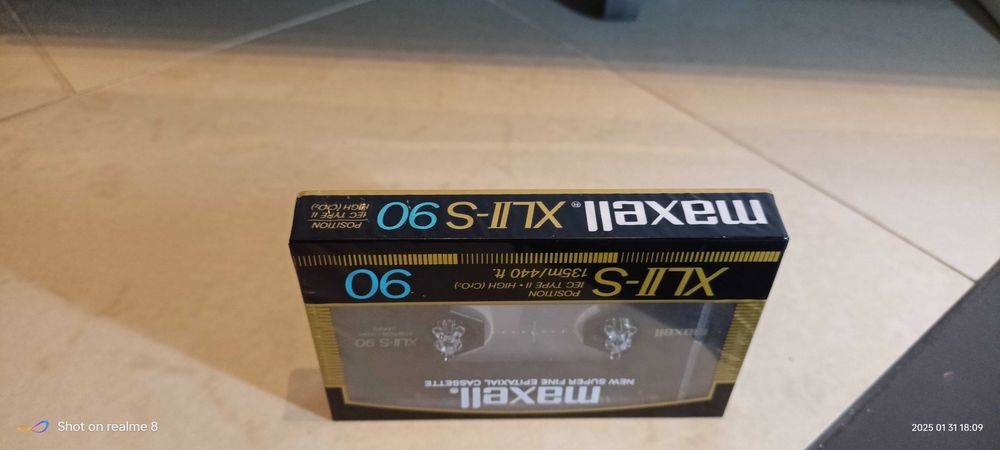 maxell® XLII-S 90
POSITION
IEC TYPE II
HIGH (CrO₂)
XLII-S
135m/440 ft.
POSITION
IEC TYPE II • HIGH (CrO₂)
90
maxell
XLII-S 90
maxell®
NEW SUPER FINE EPITAXIAL CASSETTE
Shot on realme 8
2025 01 31 18:09